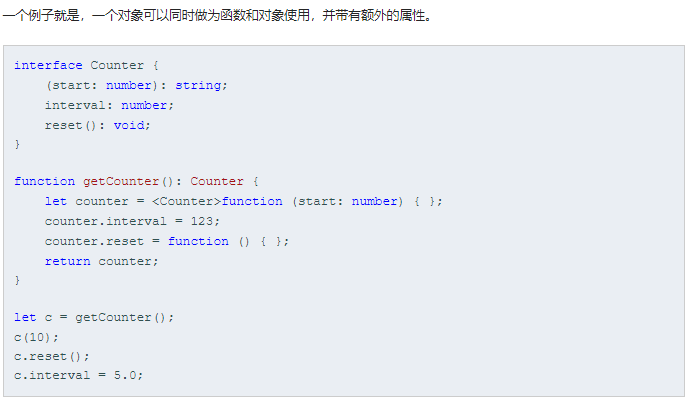 一个例子就是，一个对象可以同时做为函数和对象使用，并带有额外的属性。
interface Counter {
    (start: number): string;
    interval: number;
    reset(): void;
}
function getCounter(): Counter {
    let counter = <Counter>function (start: number) { };
    counter.interval = 123;
    counter.reset = function () { };
    return counter;
}
let c = getCounter();
c(10);
c.reset();
c.interval = 5.0;